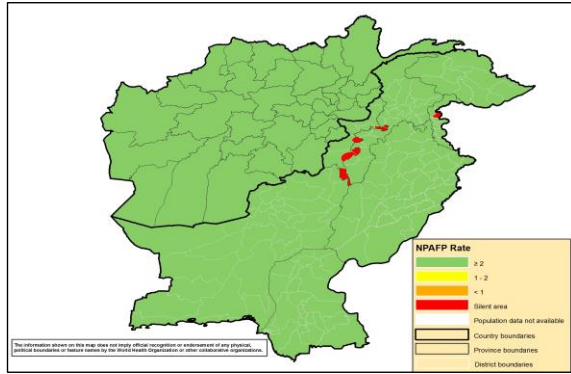 NPAFP Rate
≥ 2
1 - 2
< 1
Silent area
Population data not available
Country boundaries
Province boundaries
District boundaries
The information shown on this map does not imply official recognition or endorsement of any physical,
political boundaries or feature names by the World Health Organization or other collaborative organizations.